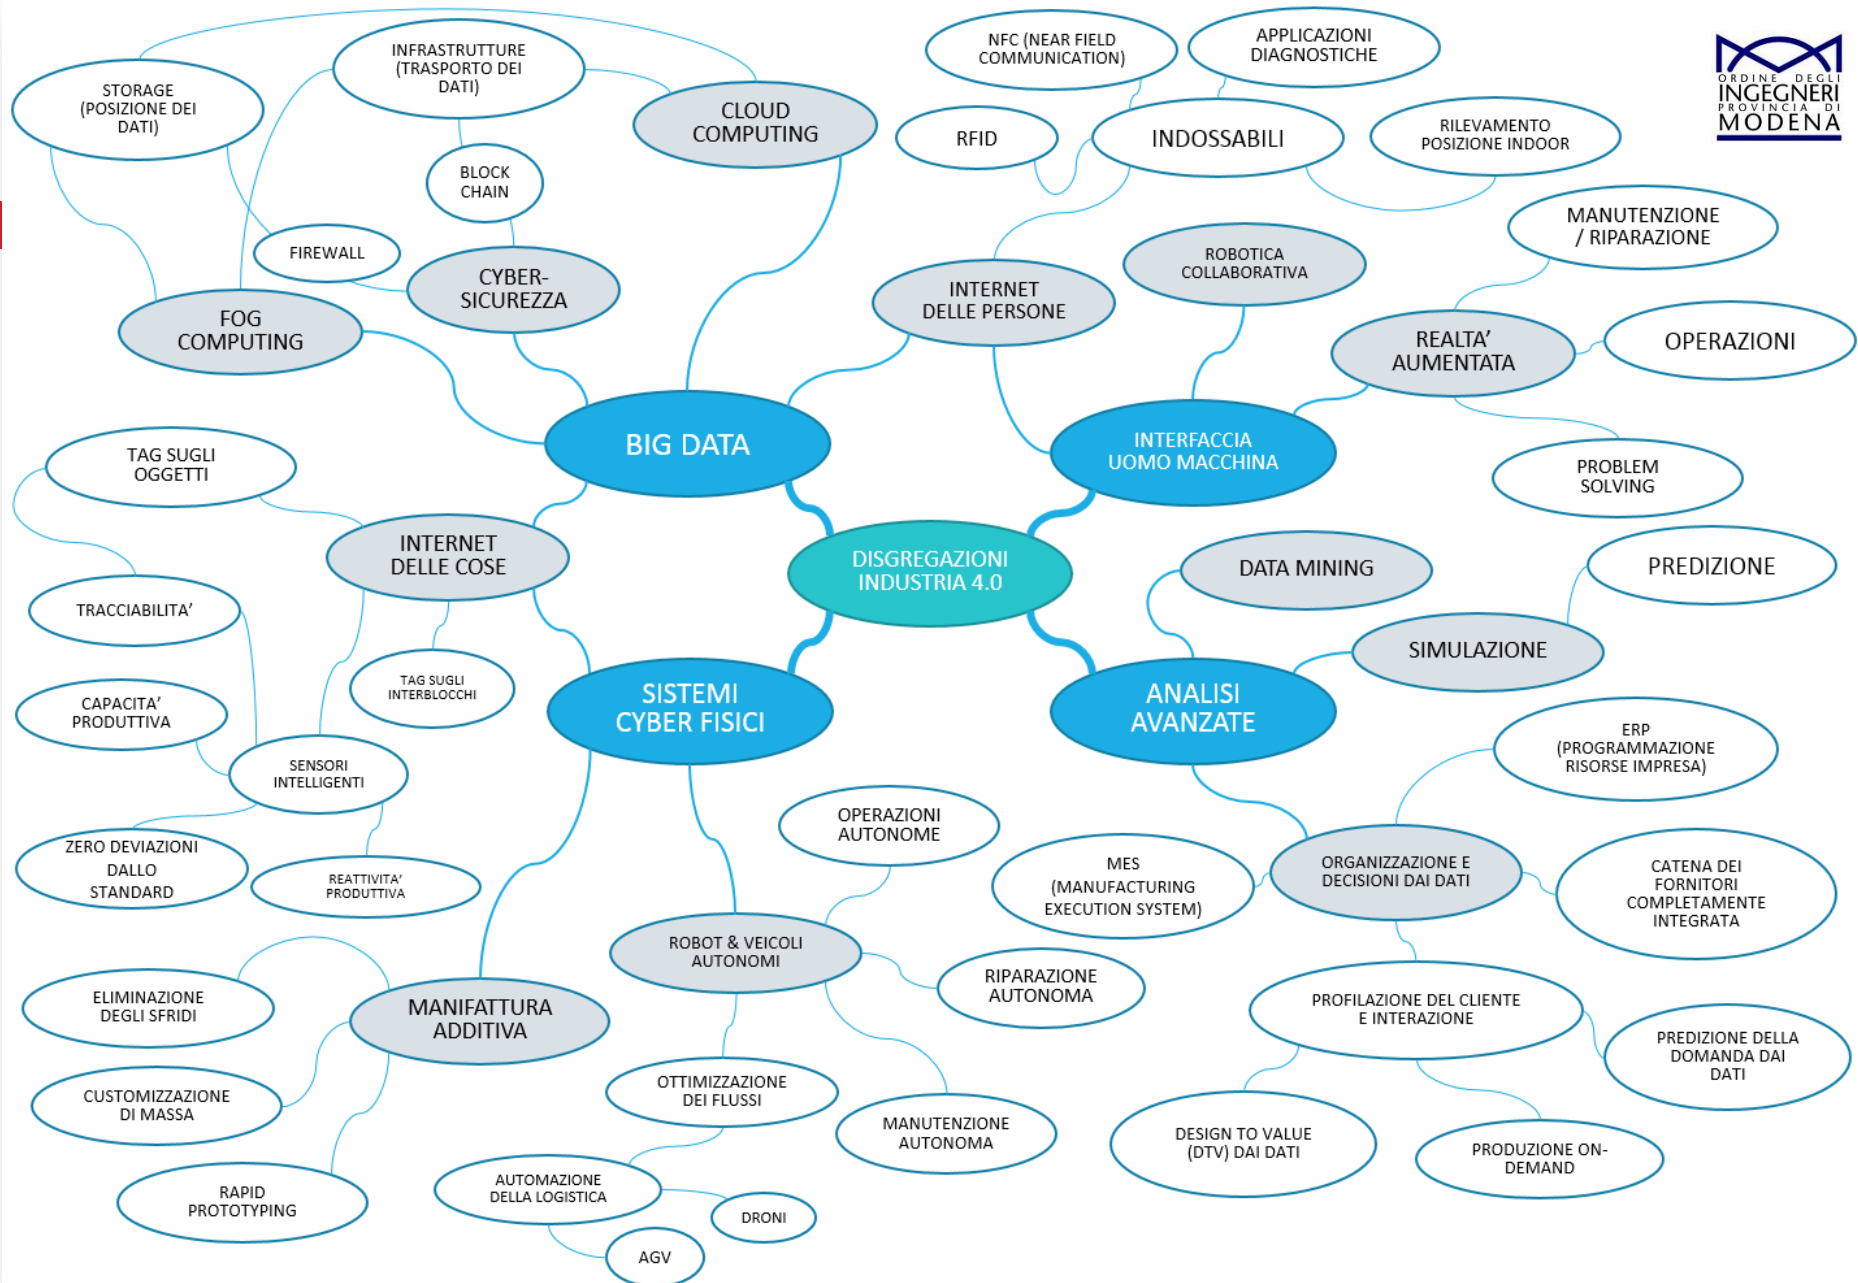 STORAGE
(POSIZIONE DEI
DATI)
INFRASTRUTTURE
(TRASPORTO DEI
DATI)
CLOUD
COMPUTING
BLOCK
CHAIN
FIREWALL
CYBER-
SICUREZZA
FOG
COMPUTING
NFC (NEAR FIELD
COMMUNICATION)
APPLICAZIONI
DIAGNOSTICHE
RFID
INDOSSABILI
RILEVAMENTO
POSIZIONE INDOOR
ORDINE DEGLI
INGEGNERI
PROVINCIA DI
MODENA
INTERNET
DELLE PERSONE
ROBOTICA
COLLABORATIVA
MANUTENZIONE
/ RIPARAZIONE
REALTA'
AUMENTATA
OPERAZIONI
BIG DATA
INTERFACCIA
UOMO MACCHINA
PROBLEM
SOLVING
TAG SUGLI
OGGETTI
INTERNET
DELLE COSE
DISGREGAZIONI
INDUSTRIA 4.0
DATA MINING
PREDIZIONE
TRACCIABILITA'
TAG SUGLI
INTERBLOCCHI
SIMULAZIONE
CAPACITA'
PRODUTTIVA
SENSORI
INTELLIGENTI
SISTEMI
CYBER FISICI
ANALISI
AVANZATE
ERP
(PROGRAMMAZIONE
RISORSE IMPRESA)
ZERO DEVIAZIONI
DALLO
STANDARD
REATTIVITA'
PRODUTTIVA
OPERAZIONI
AUTONOME
MES
(MANUFACTURING
EXECUTION SYSTEM)
ORGANIZZAZIONE E
DECISIONI DAI DATI
CATENA DEI
FORNITORI
COMPLETAMENTE
INTEGRATA
ROBOT & VEICOLI
AUTONOMI
RIPARAZIONE
AUTONOMA
ELIMINAZIONE
DEGLI SFRIDI
MANIFATTURA
ADDITIVA
PROFILAZIONE DEL CLIENTE
E INTERAZIONE
PREDIZIONE DELLA
DOMANDA DAI
DATI
CUSTOMIZZAZIONE
DI MASSA
OTTIMIZZAZIONE
DEI FLUSSI
MANUTENZIONE
AUTONOMA
DESIGN TO VALUE
(DTV) DAI DATI
PRODUZIONE ON-
DEMAND
RAPID
PROTOTYPING
AUTOMAZIONE
DELLA LOGISTICA
DRONI
AGV